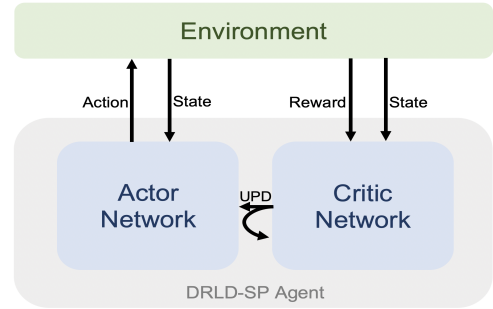 Environment
Action
State
Reward
State
Actor
Network
UPD
Critic
Network
DRLD-SP Agent